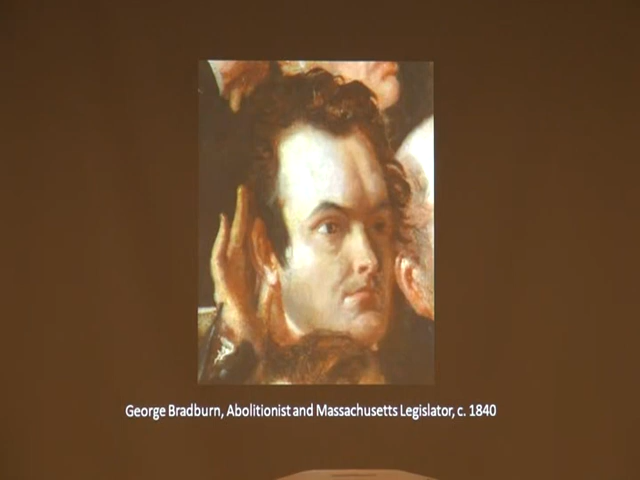 George Bradburn, Abolitionist and Massachusetts Legislator, c. 1840